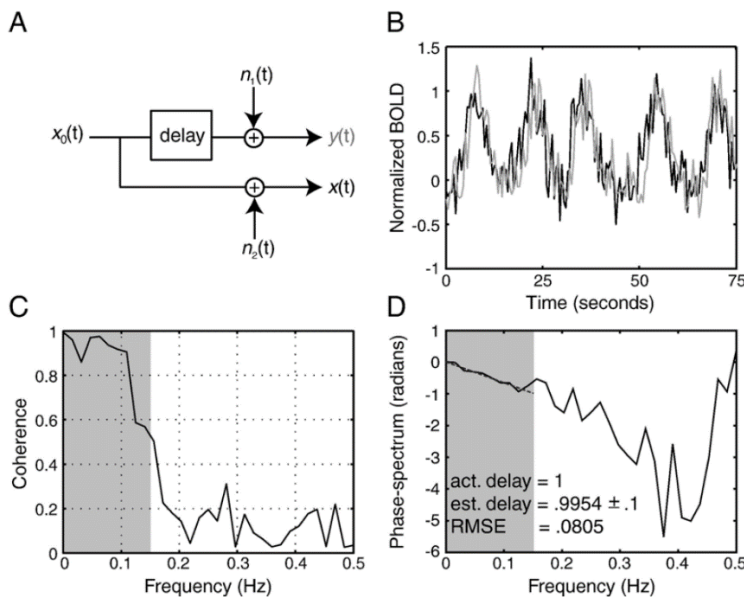 A
n1(t)
x0(t)
delay
+
y(t)
+
x(t)
n2(t)
B
Normalized BOLD
1.5
1
0.5
0
-0.5
-1
0 25 50 75
Time (seconds)
C
Coherence
1
0.8
0.6
0.4
0.2
0
0 0.1 0.2 0.3 0.4 0.5
Frequency (Hz)
D
Phase-spectrum (radians)
1
0
-1
-2
-3
-4
-5
-6
act. delay = 1
est. delay = .9954 ± .1
RMSE = .0805
0 0.1 0.2 0.3 0.4 0.5
Frequency (Hz)